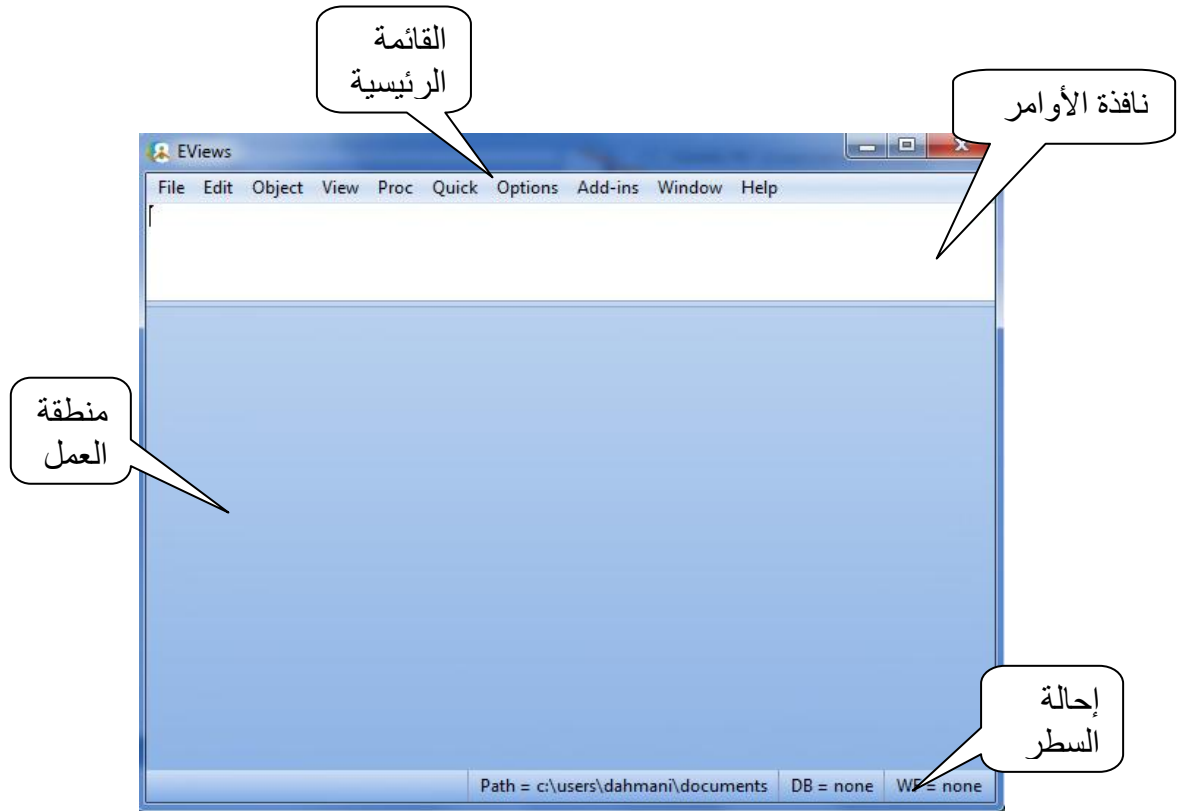 القائمة
الرئيسية
نافذة الأوامر
EViews
File Edit Object View Proc Quick Options Add-ins Window Help
منطقة
العمل
إحالة
السطر
Path = c:\users\dahmani\documents DB = none WF = none